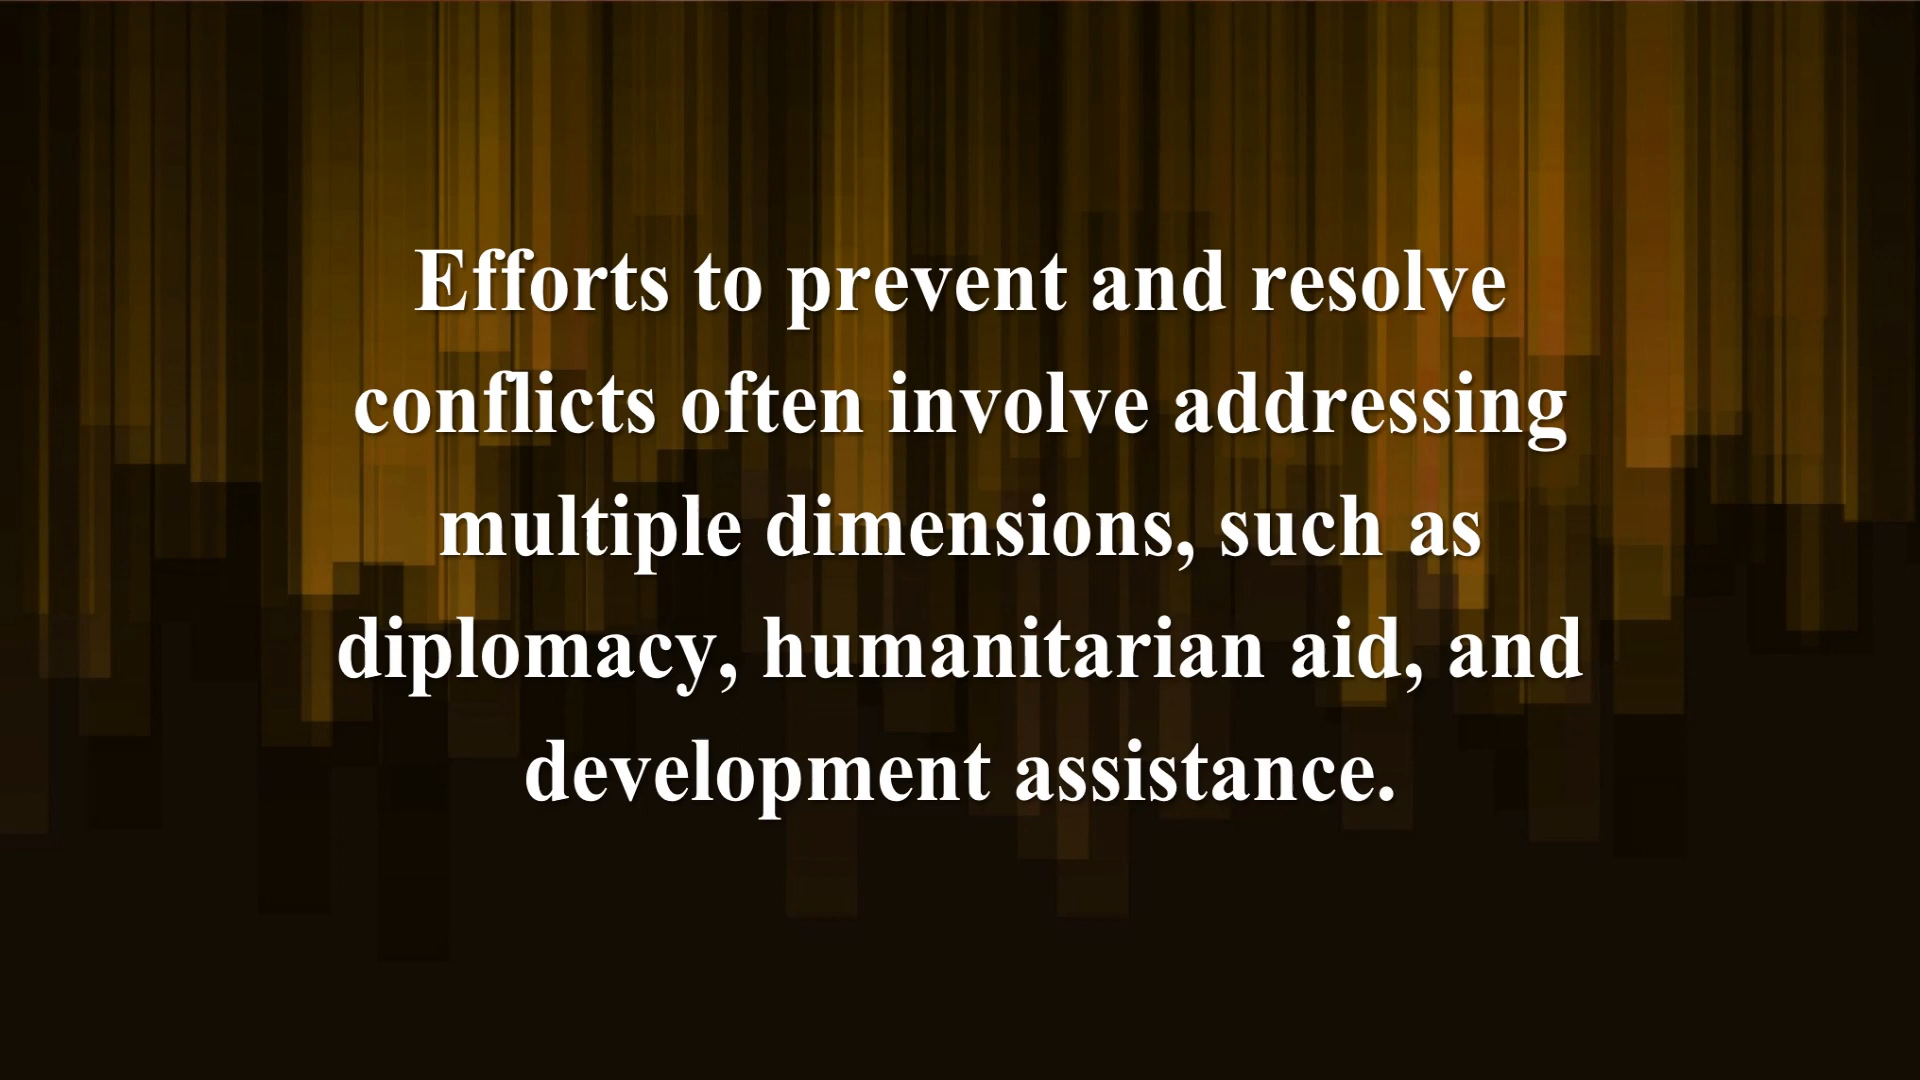 Efforts to prevent and resolve
conflicts often involve addressing
multiple dimensions, such as
diplomacy, humanitarian aid, and
development assistance.